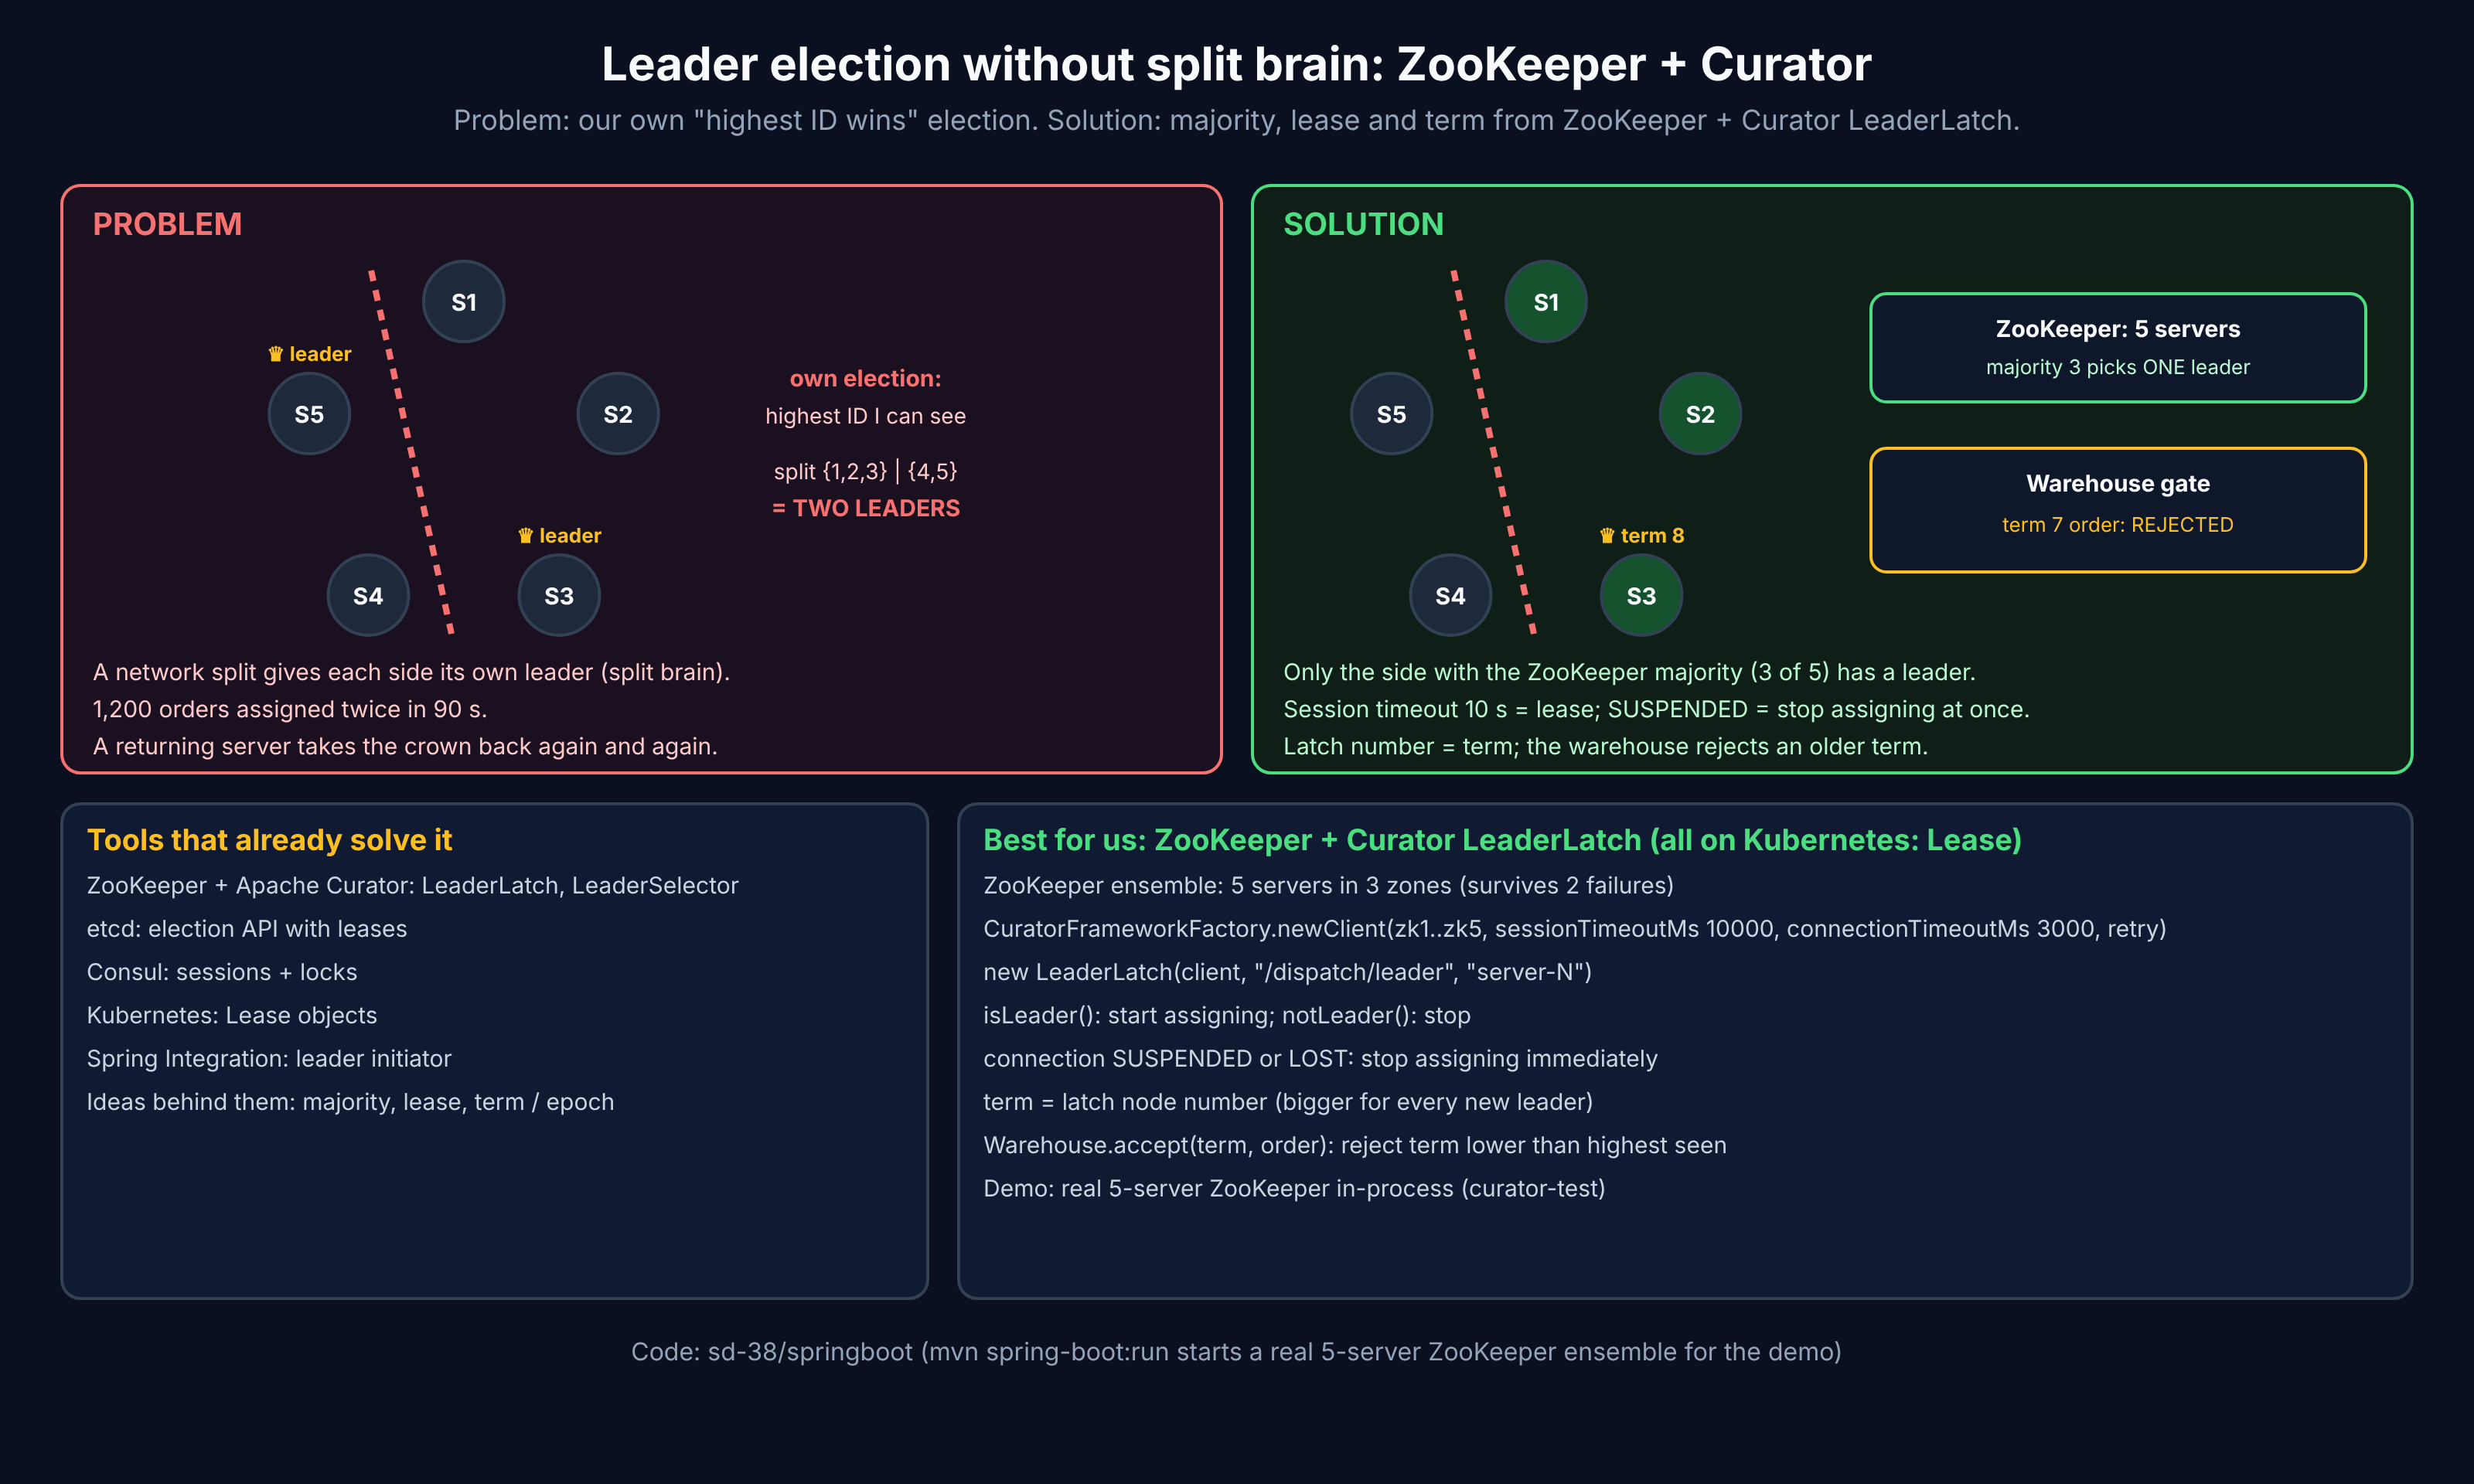 Leader election without split brain: ZooKeeper + Curator
Problem: our own "highest ID wins" election. Solution: majority, lease and term from ZooKeeper + Curator LeaderLatch.
PROBLEM
S1
♛ leader
S5
S2
♛ leader
S4
S3
own election:
highest ID I can see
split {1,2,3} | {4,5}
= TWO LEADERS
A network split gives each side its own leader (split brain).
1,200 orders assigned twice in 90 s.
A returning server takes the crown back again and again.
SOLUTION
S1
S5
S2
♛ term 8
S4
S3
ZooKeeper: 5 servers
majority 3 picks ONE leader
Warehouse gate
term 7 order: REJECTED
Only the side with the ZooKeeper majority (3 of 5) has a leader.
Session timeout 10 s = lease; SUSPENDED = stop assigning at once.
Latch number = term; the warehouse rejects an older term.
Tools that already solve it
ZooKeeper + Apache Curator: LeaderLatch, LeaderSelector
etcd: election API with leases
Consul: sessions + locks
Kubernetes: Lease objects
Spring Integration: leader initiator
Ideas behind them: majority, lease, term / epoch
Best for us: ZooKeeper + Curator LeaderLatch (all on Kubernetes: Lease)
ZooKeeper ensemble: 5 servers in 3 zones (survives 2 failures)
CuratorFrameworkFactory.newClient(zk1..zk5, sessionTimeoutMs 10000, connectionTimeoutMs 3000, retry)
new LeaderLatch(client, "/dispatch/leader", "server-N")
isLeader(): start assigning; notLeader(): stop
connection SUSPENDED or LOST: stop assigning immediately
term = latch node number (bigger for every new leader)
Warehouse.accept(term, order): reject term lower than highest seen
Demo: real 5-server ZooKeeper in-process (curator-test)
Code: sd-38/springboot (mvn spring-boot:run starts a real 5-server ZooKeeper ensemble for the demo)